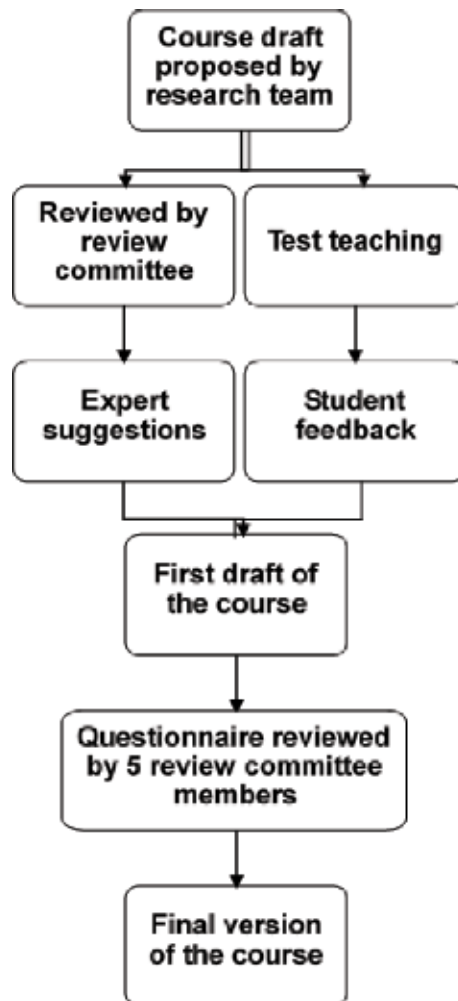 Course draft
proposed by
research team
Reviewed by
review
committee
Test teaching
Expert
suggestions
Student
feedback
First draft of
the course
Questionnaire reviewed
by 5 review committee
members
Final version
of the course